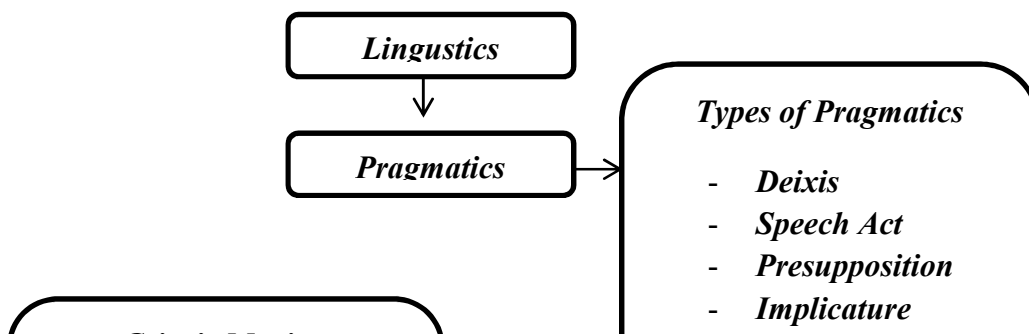 Lingustics
Pragmatics
Types of Pragmatics
- Deixis
- Speech Act
- Presupposition
- Implicature